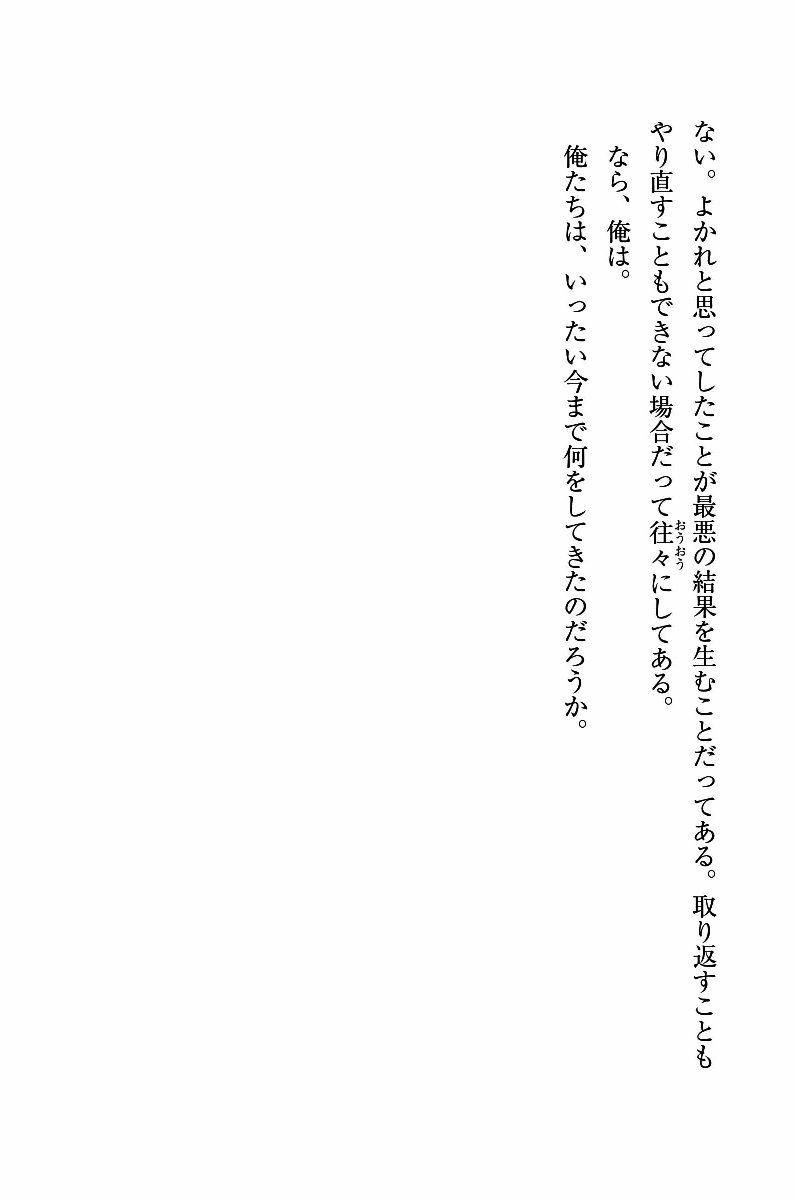 ない。よかれと思ってしたことが最悪の結果を生むことだってある。取り返すことも
やり直すこともできない場合だって往々にしてある。
おうおう
なら、俺は。
俺たちは、いったい今まで何をしてきたのだろうか。